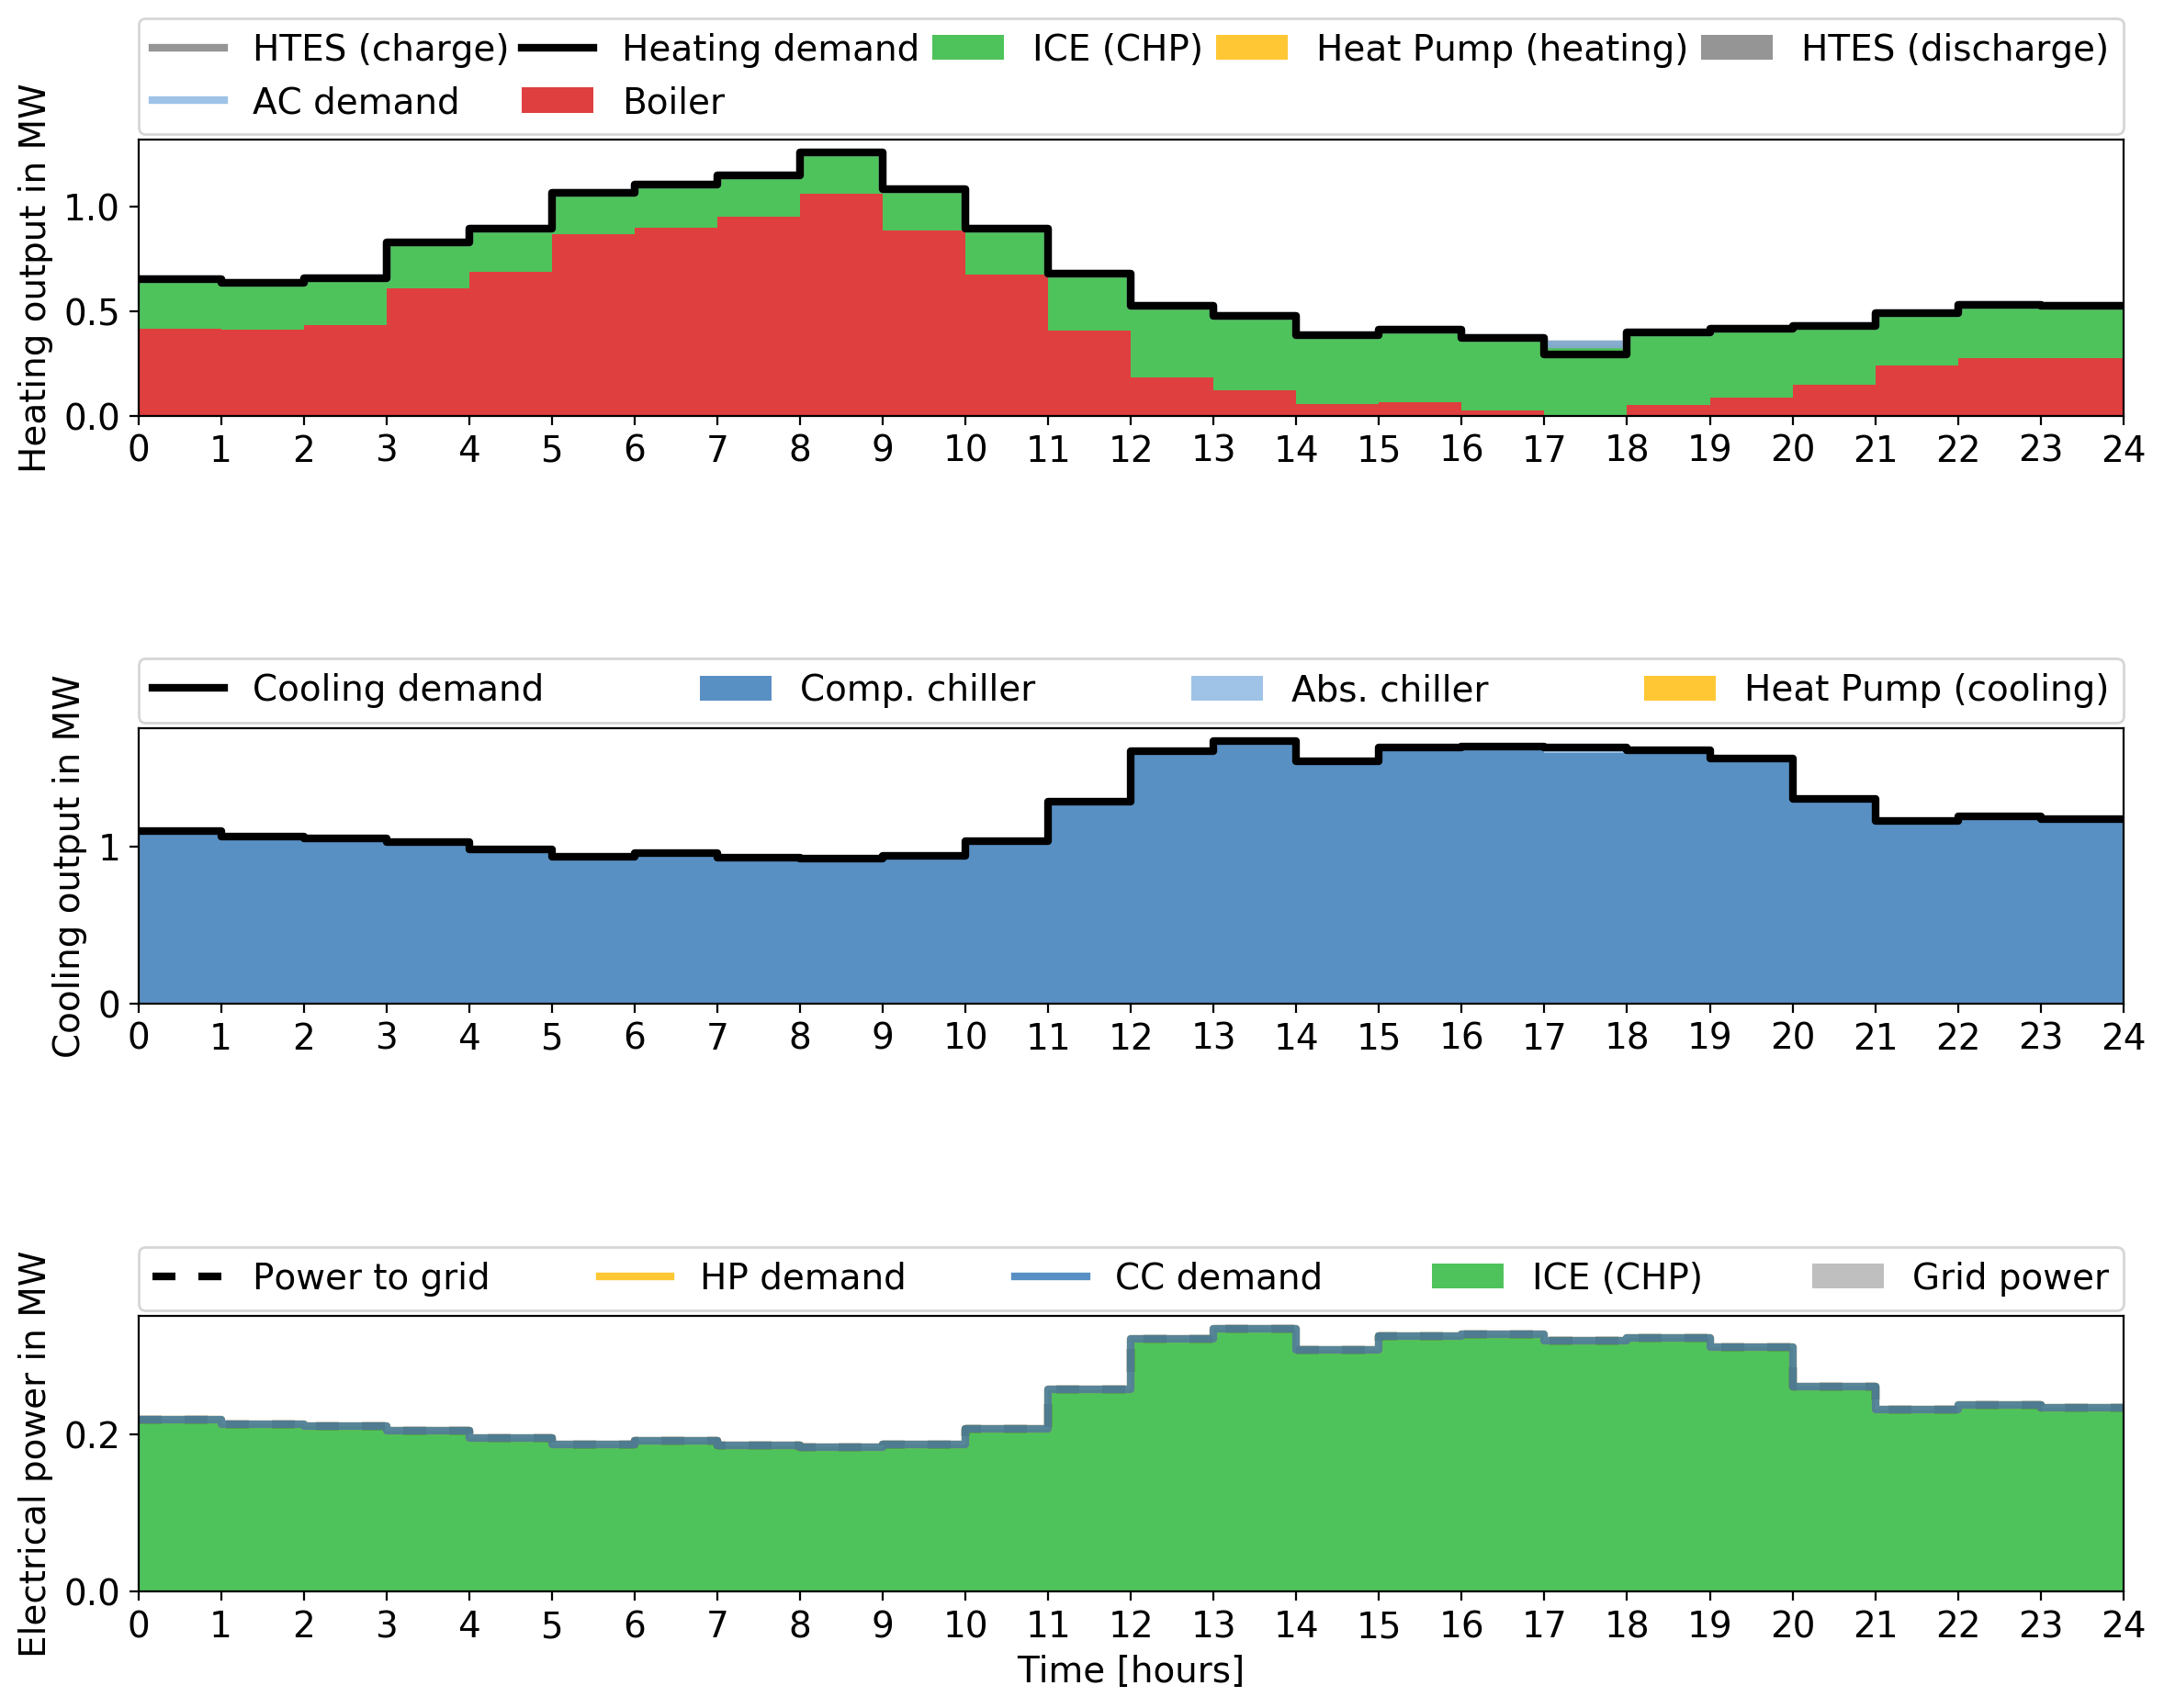 HTES (charge) Heating demand ICE (CHP) Heat Pump (heating) HTES (discharge)
AC demand Boiler
Heating output in MW
1.0
0.5
0.0
0 1 2 3 4 5 6 7 8 9 10 11 12 13 14 15 16 17 18 19 20 21 22 23 24
Cooling demand Comp. chiller Abs. chiller Heat Pump (cooling)
Cooling output in MW
1
0
0 1 2 3 4 5 6 7 8 9 10 11 12 13 14 15 16 17 18 19 20 21 22 23 24
Power to grid HP demand CC demand ICE (CHP) Grid power
Electrical power in MW
0.2
0.0
0 1 2 3 4 5 6 7 8 9 10 11 12 13 14 15 16 17 18 19 20 21 22 23 24
Time [hours]